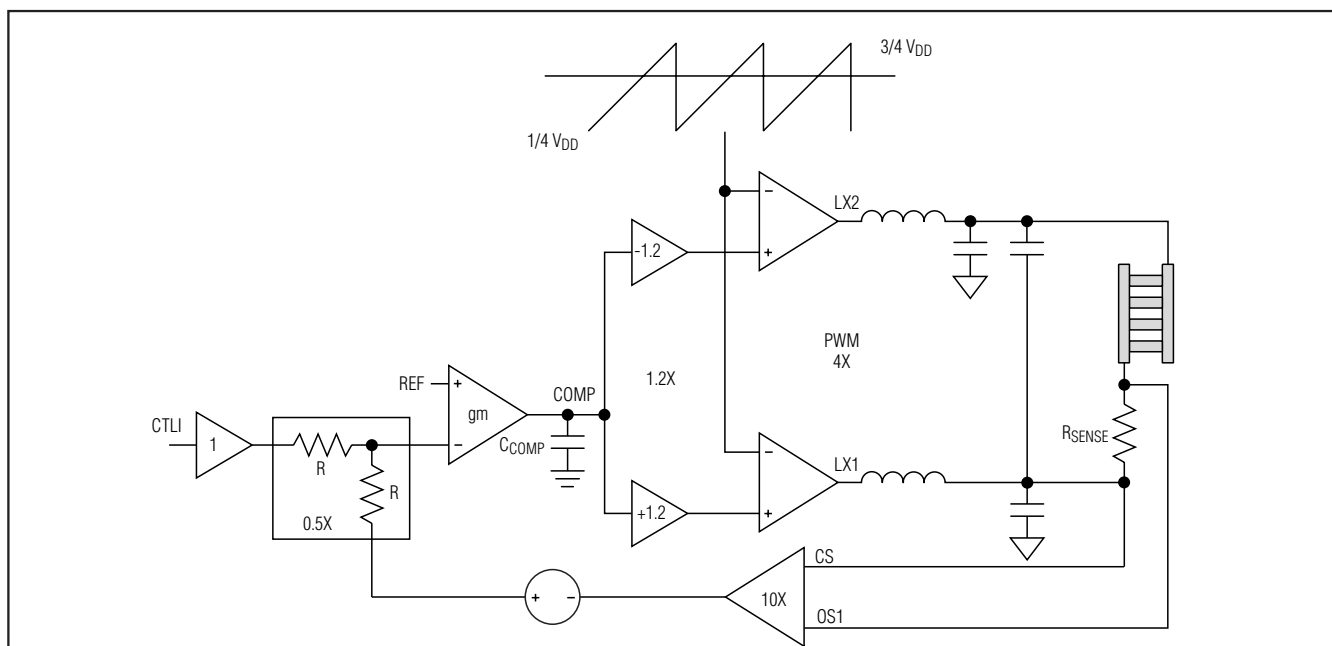 3/4 VDD
1/4 VDD
−
+
LX2
-1.2
PWM
4X
1.2X
REF
+
gm
−
COMP
CCOMP
CTLI
1
R
R
0.5X
+1.2
−
+
LX1
RSENSE
CS
10X
OS1
+
−